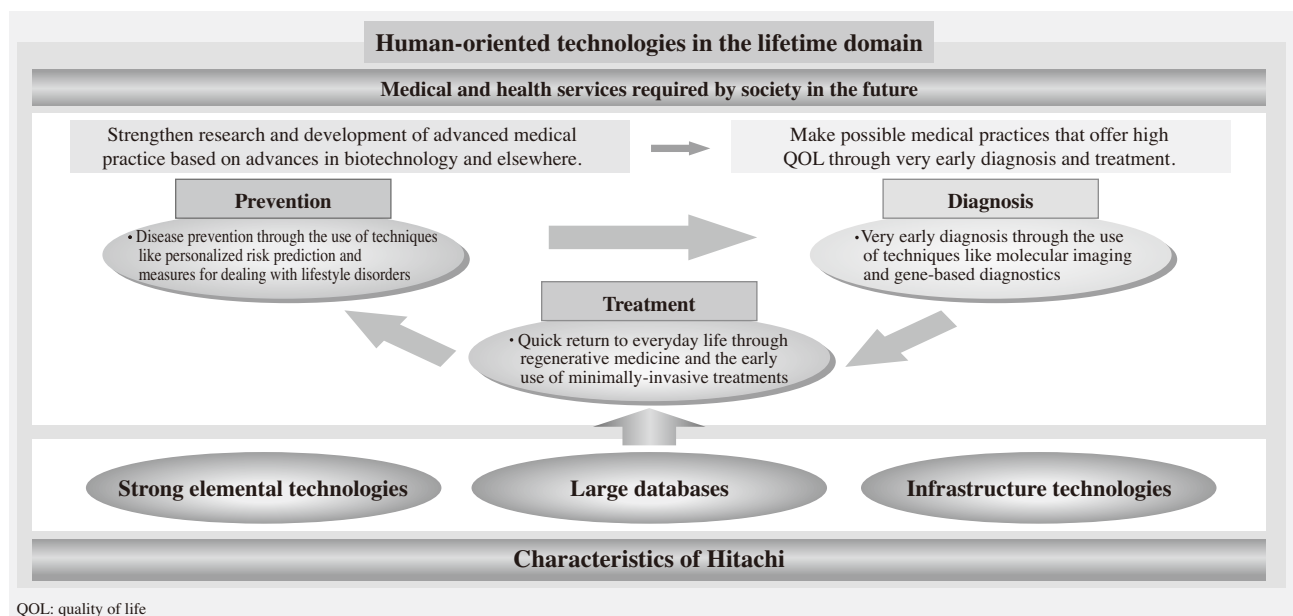 Human-oriented technologies in the lifetime domain
Medical and health services required by society in the future
Strengthen research and development of advanced medical
practice based on advances in biotechnology and elsewhere.
Make possible medical practices that offer high
QOL through very early diagnosis and treatment.
Prevention
• Disease prevention through the use of techniques
like personalized risk prediction and
measures for dealing with lifestyle disorders
Diagnosis
• Very early diagnosis through the use
of techniques like molecular imaging
and gene-based diagnostics
Treatment
• Quick return to everyday life through
regenerative medicine and the early
use of minimally-invasive treatments
Strong elemental technologies
Large databases
Infrastructure technologies
Characteristics of Hitachi
QOL: quality of life